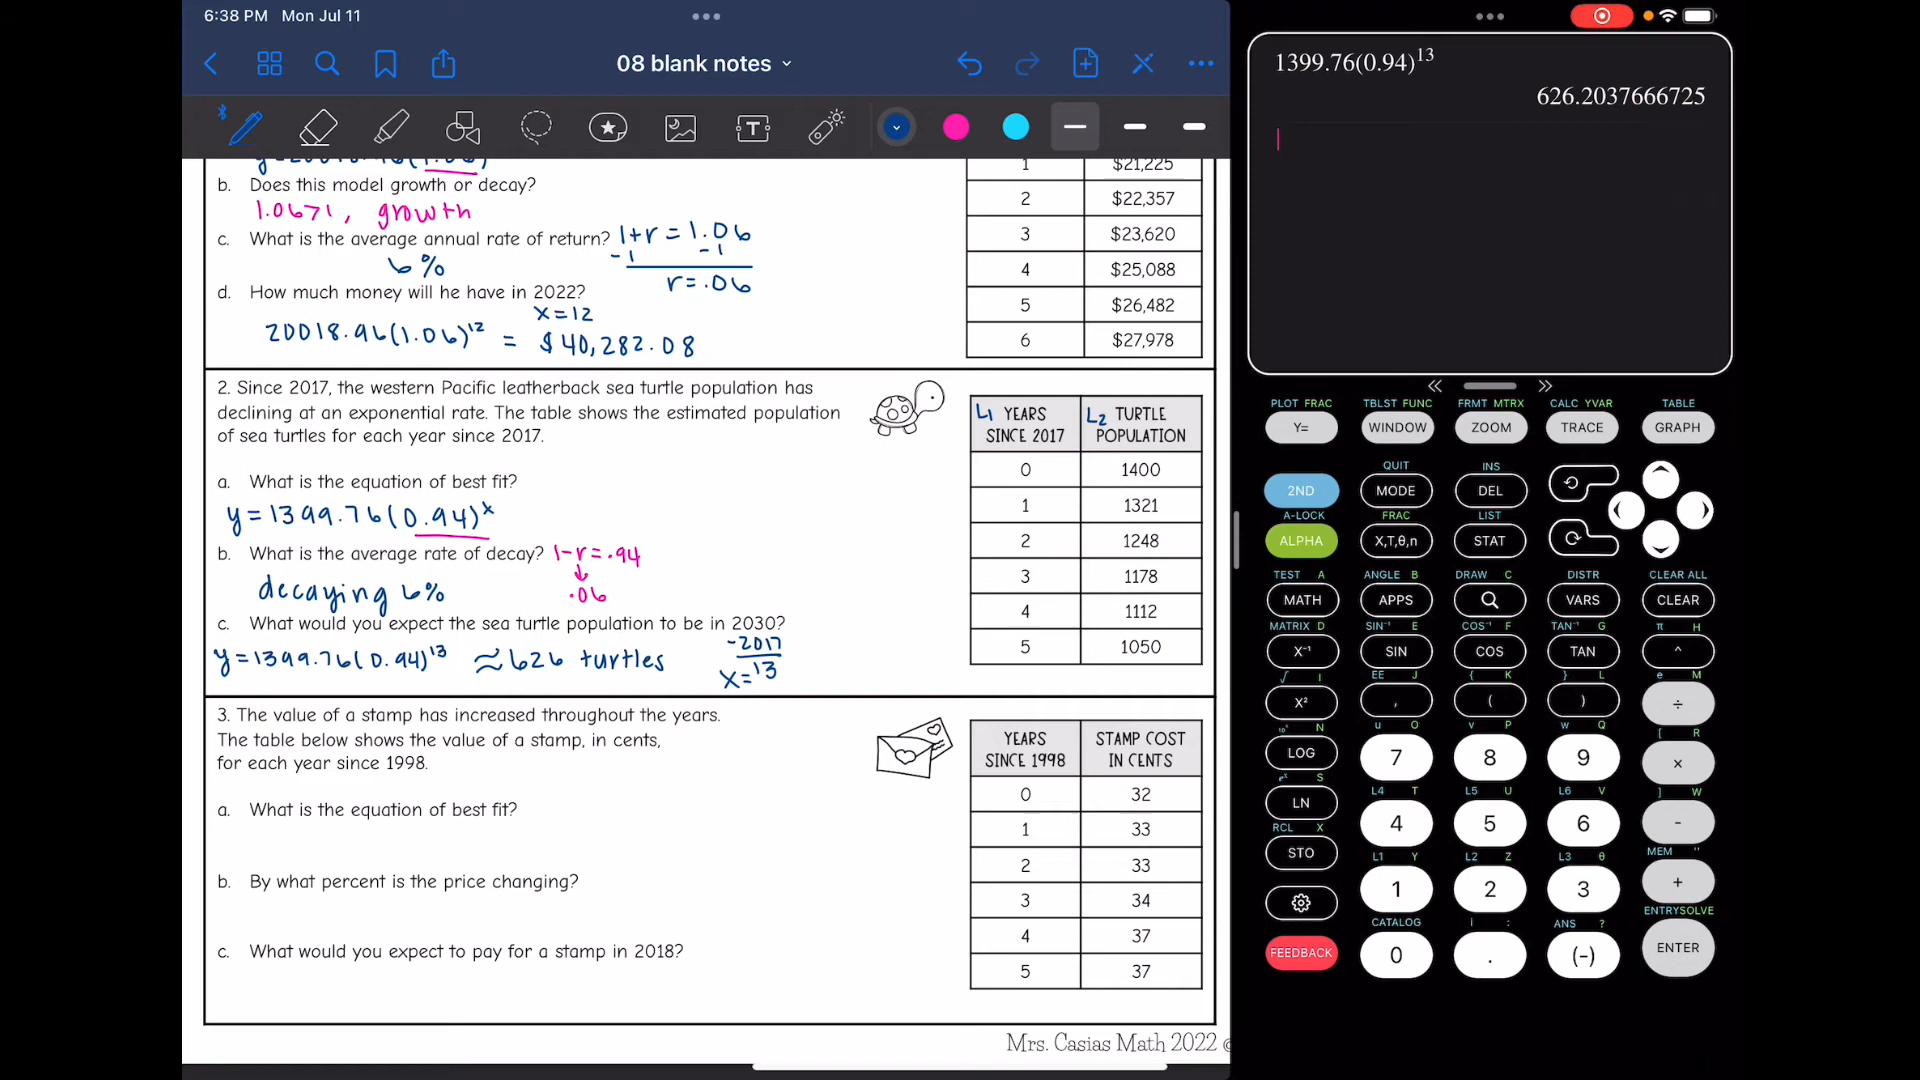 6:38 PM Mon Jul 11
08 blank notes
b. Does this model growth or decay?
1.06>1, growth
c. What is the average annual rate of return? 1+r = 1.06
-1 -1
6%
r = .06
d. How much money will he have in 2022?
x = 12
20018.96(1.06)^12 = $40,282.08
1 $21,225
2 $22,357
3 $23,620
4 $25,088
5 $26,482
6 $27,978
2. Since 2017, the western Pacific leatherback sea turtle population has
declining at an exponential rate. The table shows the estimated population
of sea turtles for each year since 2017.
a. What is the equation of best fit?
y = 1399.76(0.94)^x
b. What is the average rate of decay? 1-r = .94
decaying 6% .06
c. What would you expect the sea turtle population to be in 2030?
-2017
y = 1399.76(0.94)^13 ≈ 626 turtles
x = 13
L1 YEARS L2 TURTLE
SINCE 2017 POPULATION
0 1400
1 1321
2 1248
3 1178
4 1112
5 1050
3. The value of a stamp has increased throughout the years.
The table below shows the value of a stamp, in cents,
for each year since 1998.
a. What is the equation of best fit?
b. By what percent is the price changing?
c. What would you expect to pay for a stamp in 2018?
YEARS STAMP COST
SINCE 1998 IN CENTS
0 32
1 33
2 33
3 34
4 37
5 37
Mrs. Casias Math 2022 ©
1399.76(0.94)^13
626.2037666725
PLOT FRAC TBLST FUNC FRMT MTRX CALC YVAR TABLE
Y= WINDOW ZOOM TRACE GRAPH
QUIT INS
2ND MODE DEL
A-LOCK FRAC LIST
ALPHA X,T,θ,n STAT
TEST A ANGLE B DRAW C DISTR CLEAR ALL
MATH APPS VARS CLEAR
MATRIX D SIN⁻¹ E COS⁻¹ F TAN⁻¹ G π H
X⁻¹ SIN COS TAN ^
√ I EE J { K } L e M
X² , ( ) ÷
10ˣ N u O v P w Q [ R
LOG 7 8 9 ×
eˣ S L4 T L5 U L6 V ] W
LN 4 5 6 -
RCL X L1 Y L2 Z L3 θ MEM "
STO 1 2 3 +
CATALOG i : ANS ? ENTRY SOLVE
FEEDBACK 0 . (-) ENTER